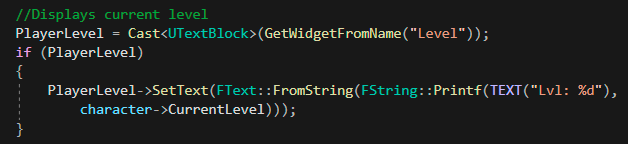 //Displays current level
PlayerLevel = Cast<UTextBlock>(GetWidgetFromName("Level"));
if (PlayerLevel)
{
PlayerLevel->SetText(FText::FromString(FString::Printf(TEXT("Lvl: %d"),
character->CurrentLevel)));
}